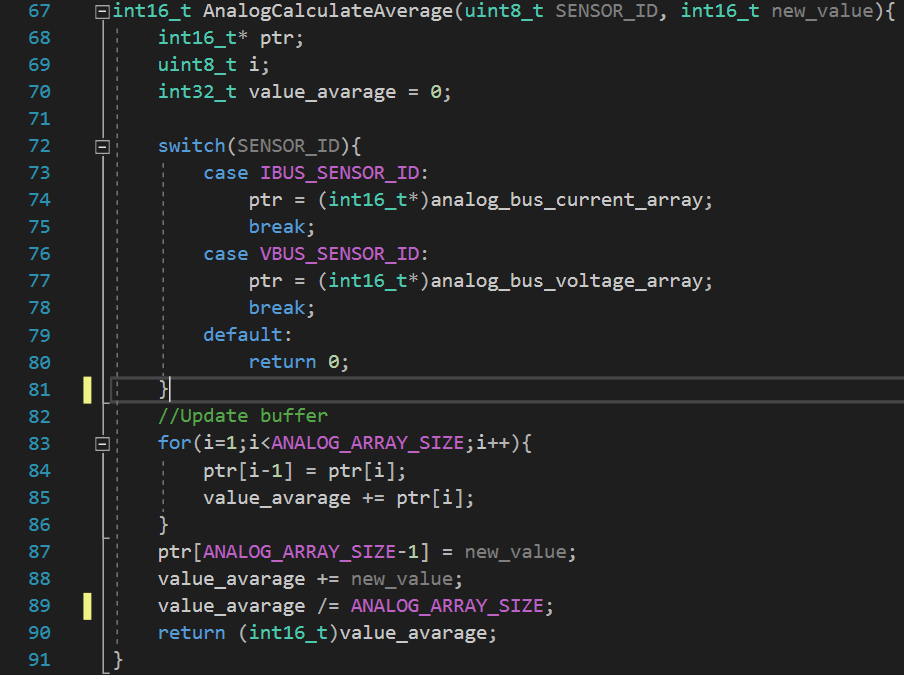 67 int16_t AnalogCalculateAverage(uint8_t SENSOR_ID, int16_t new_value){
68     int16_t* ptr;
69     uint8_t i;
70     int32_t value_avarage = 0;
71
72     switch(SENSOR_ID){
73         case IBUS_SENSOR_ID:
74             ptr = (int16_t*)analog_bus_current_array;
75             break;
76         case VBUS_SENSOR_ID:
77             ptr = (int16_t*)analog_bus_voltage_array;
78             break;
79         default:
80             return 0;
81     }
82     //Update buffer
83     for(i=1;i<ANALOG_ARRAY_SIZE;i++){
84         ptr[i-1] = ptr[i];
85         value_avarage += ptr[i];
86     }
87     ptr[ANALOG_ARRAY_SIZE-1] = new_value;
88     value_avarage += new_value;
89     value_avarage /= ANALOG_ARRAY_SIZE;
90     return (int16_t)value_avarage;
91 }